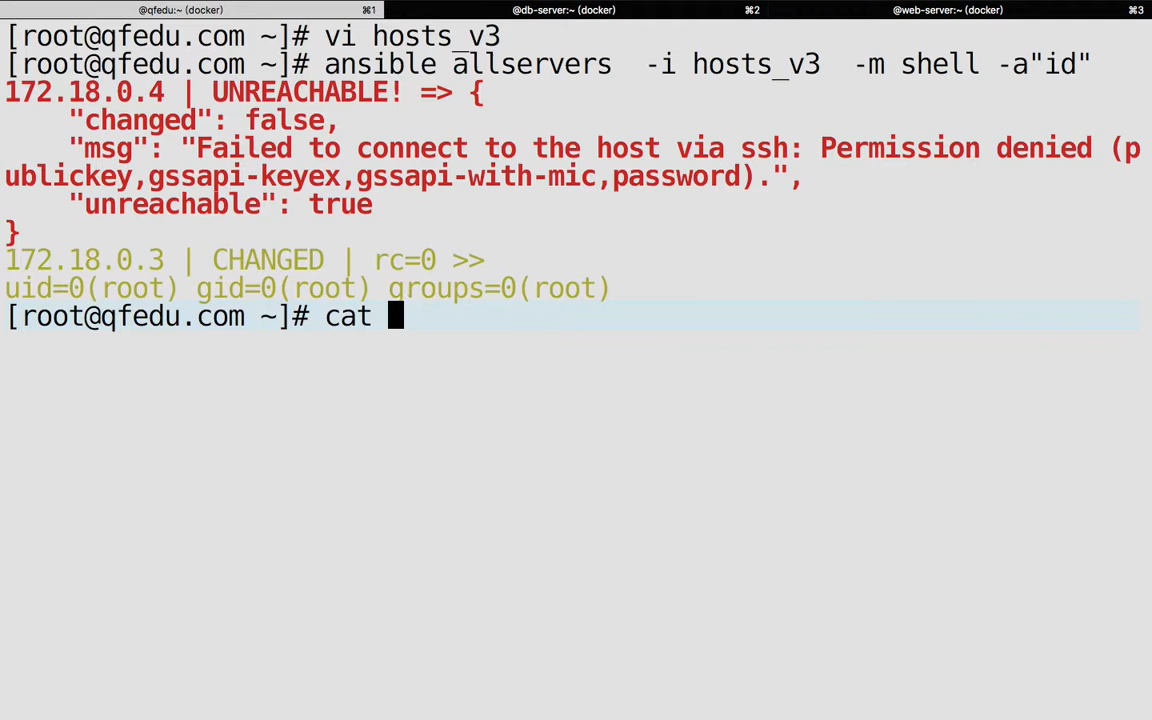 @qfedu:~ (docker) ⌘1 @db-server:~ (docker) ⌘2 @web-server:~ (docker) ⌘3
[root@qfedu.com ~]# vi hosts_v3
[root@qfedu.com ~]# ansible allservers  -i hosts_v3  -m shell -a"id"
172.18.0.4 | UNREACHABLE! => {
    "changed": false,
    "msg": "Failed to connect to the host via ssh: Permission denied (p
ublickey,gssapi-keyex,gssapi-with-mic,password).",
    "unreachable": true
}
172.18.0.3 | CHANGED | rc=0 >>
uid=0(root) gid=0(root) groups=0(root)
[root@qfedu.com ~]# cat